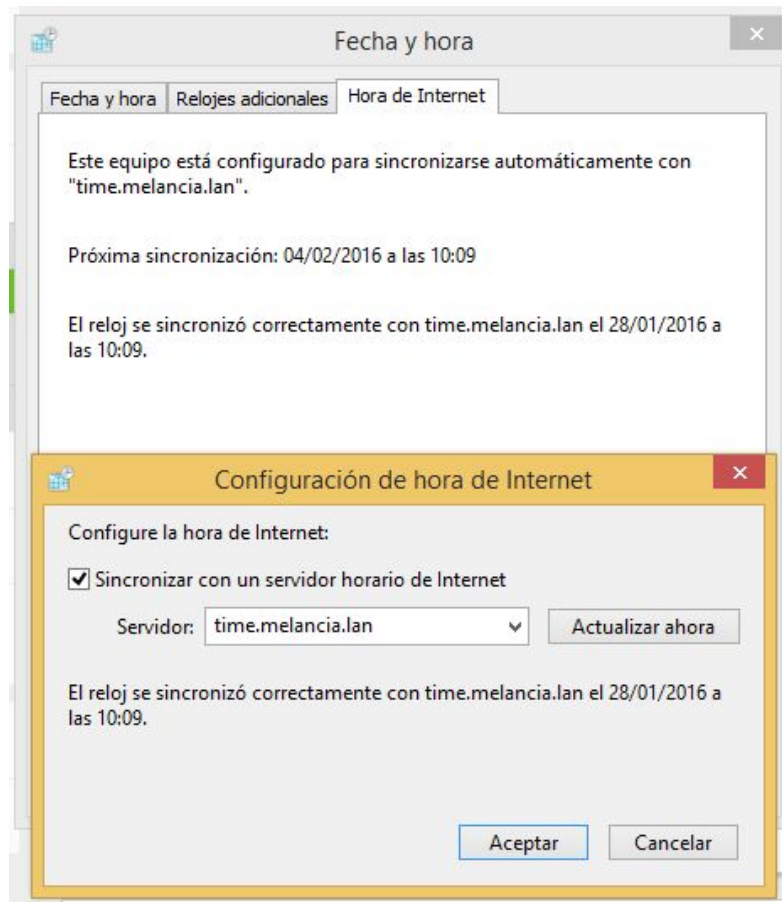 Fecha y hora
Fecha y hora
Relojes adicionales
Hora de Internet
Este equipo está configurado para sincronizarse automáticamente con
"time.melancia.lan".
Próxima sincronización: 04/02/2016 a las 10:09
El reloj se sincronizó correctamente con time.melancia.lan el 28/01/2016 a
las 10:09.
Configuración de hora de Internet
Configure la hora de Internet:
Sincronizar con un servidor horario de Internet
Servidor: time.melancia.lan Actualizar ahora
El reloj se sincronizó correctamente con time.melancia.lan el 28/01/2016 a
las 10:09.
Aceptar Cancelar